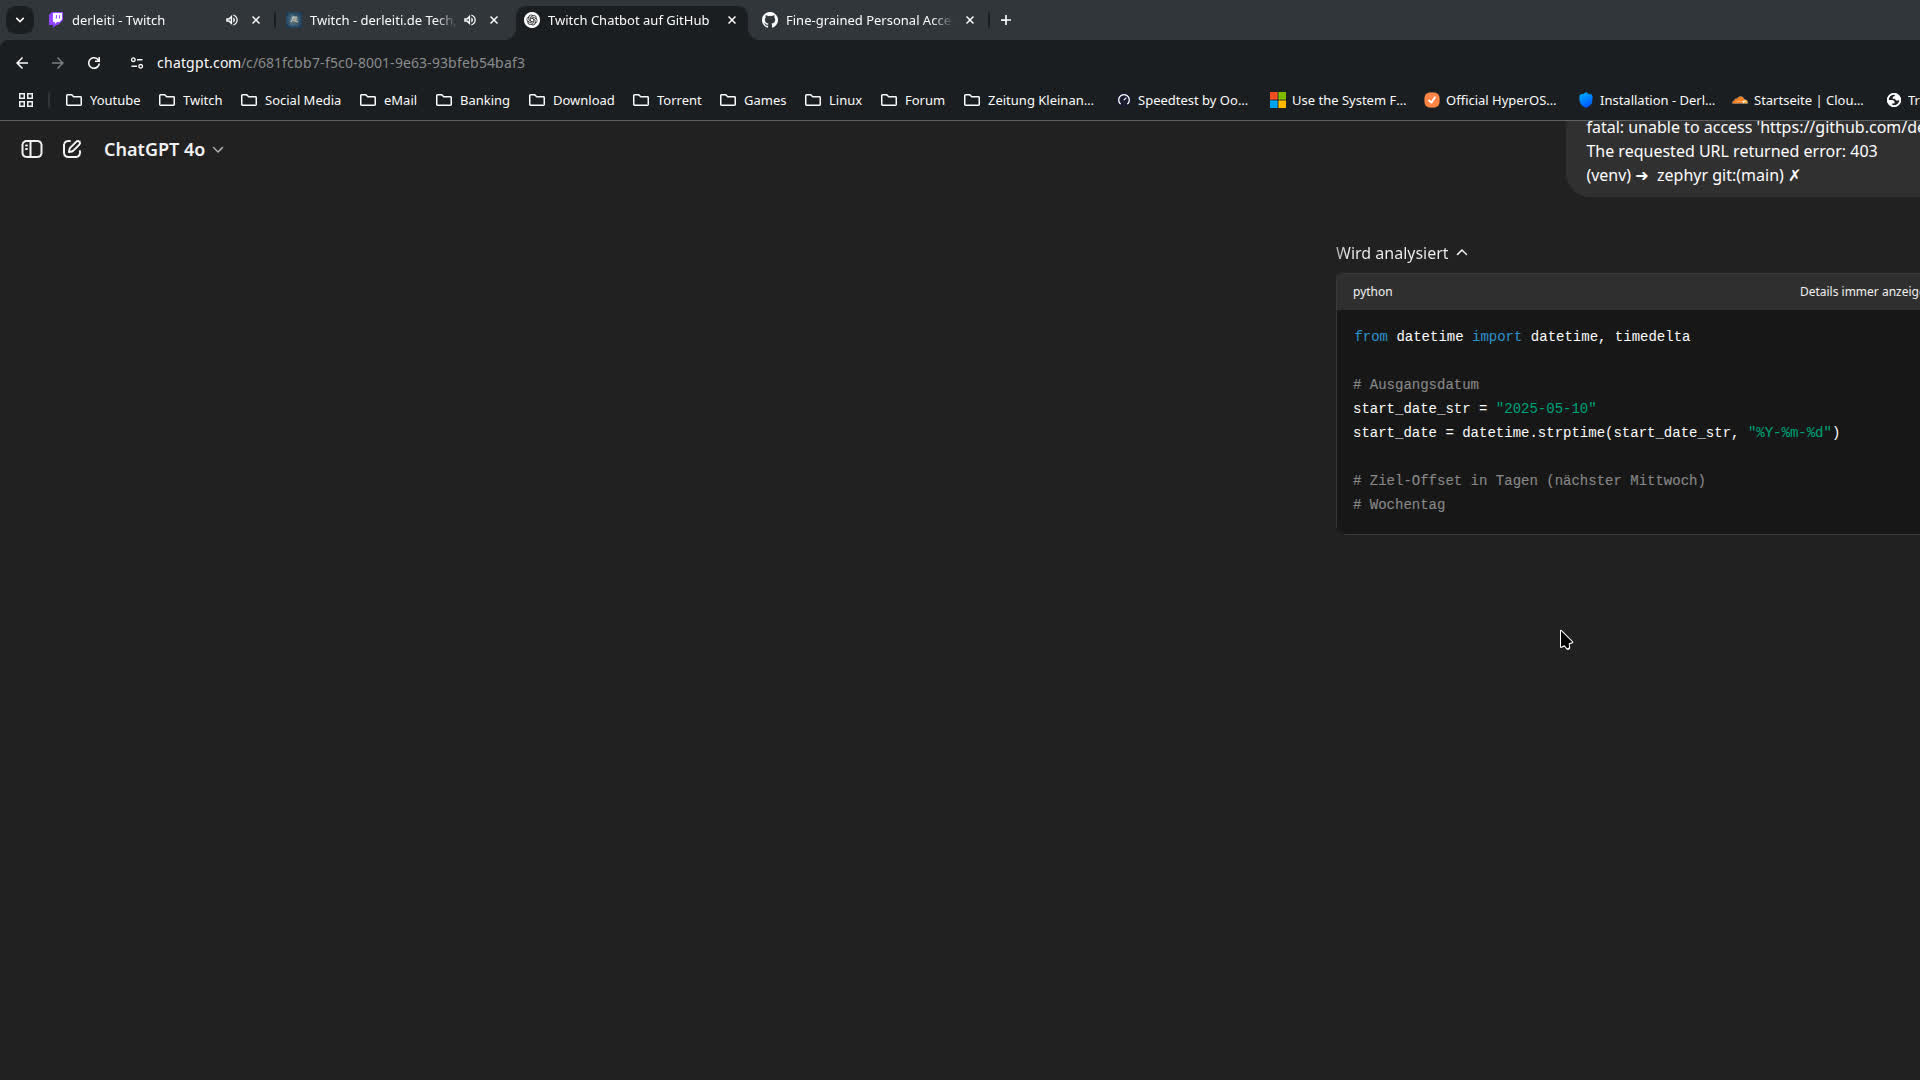 derleiti - Twitch
Twitch - derleiti.de Tech
Twitch Chatbot auf GitHub
Fine-grained Personal Acce
chatgpt.com/c/681fcbb7-f5c0-8001-9e63-93bfeb54baf3
Youtube
Twitch
Social Media
eMail
Banking
Download
Torrent
Games
Linux
Forum
Zeitung Kleinan...
Speedtest by Oo...
Use the System F...
Official HyperOS...
Installation - Derl...
Startseite | Clou...
Tr
ChatGPT 4o
fatal: unable to access 'https://github.com/de
The requested URL returned error: 403
(venv) ➜ zephyr git:(main) ✗
Wird analysiert
python
Details immer anzeig
from datetime import datetime, timedelta
# Ausgangsdatum
start_date_str = "2025-05-10"
start_date = datetime.strptime(start_date_str, "%Y-%m-%d")
# Ziel-Offset in Tagen (nächster Mittwoch)
# Wochentag